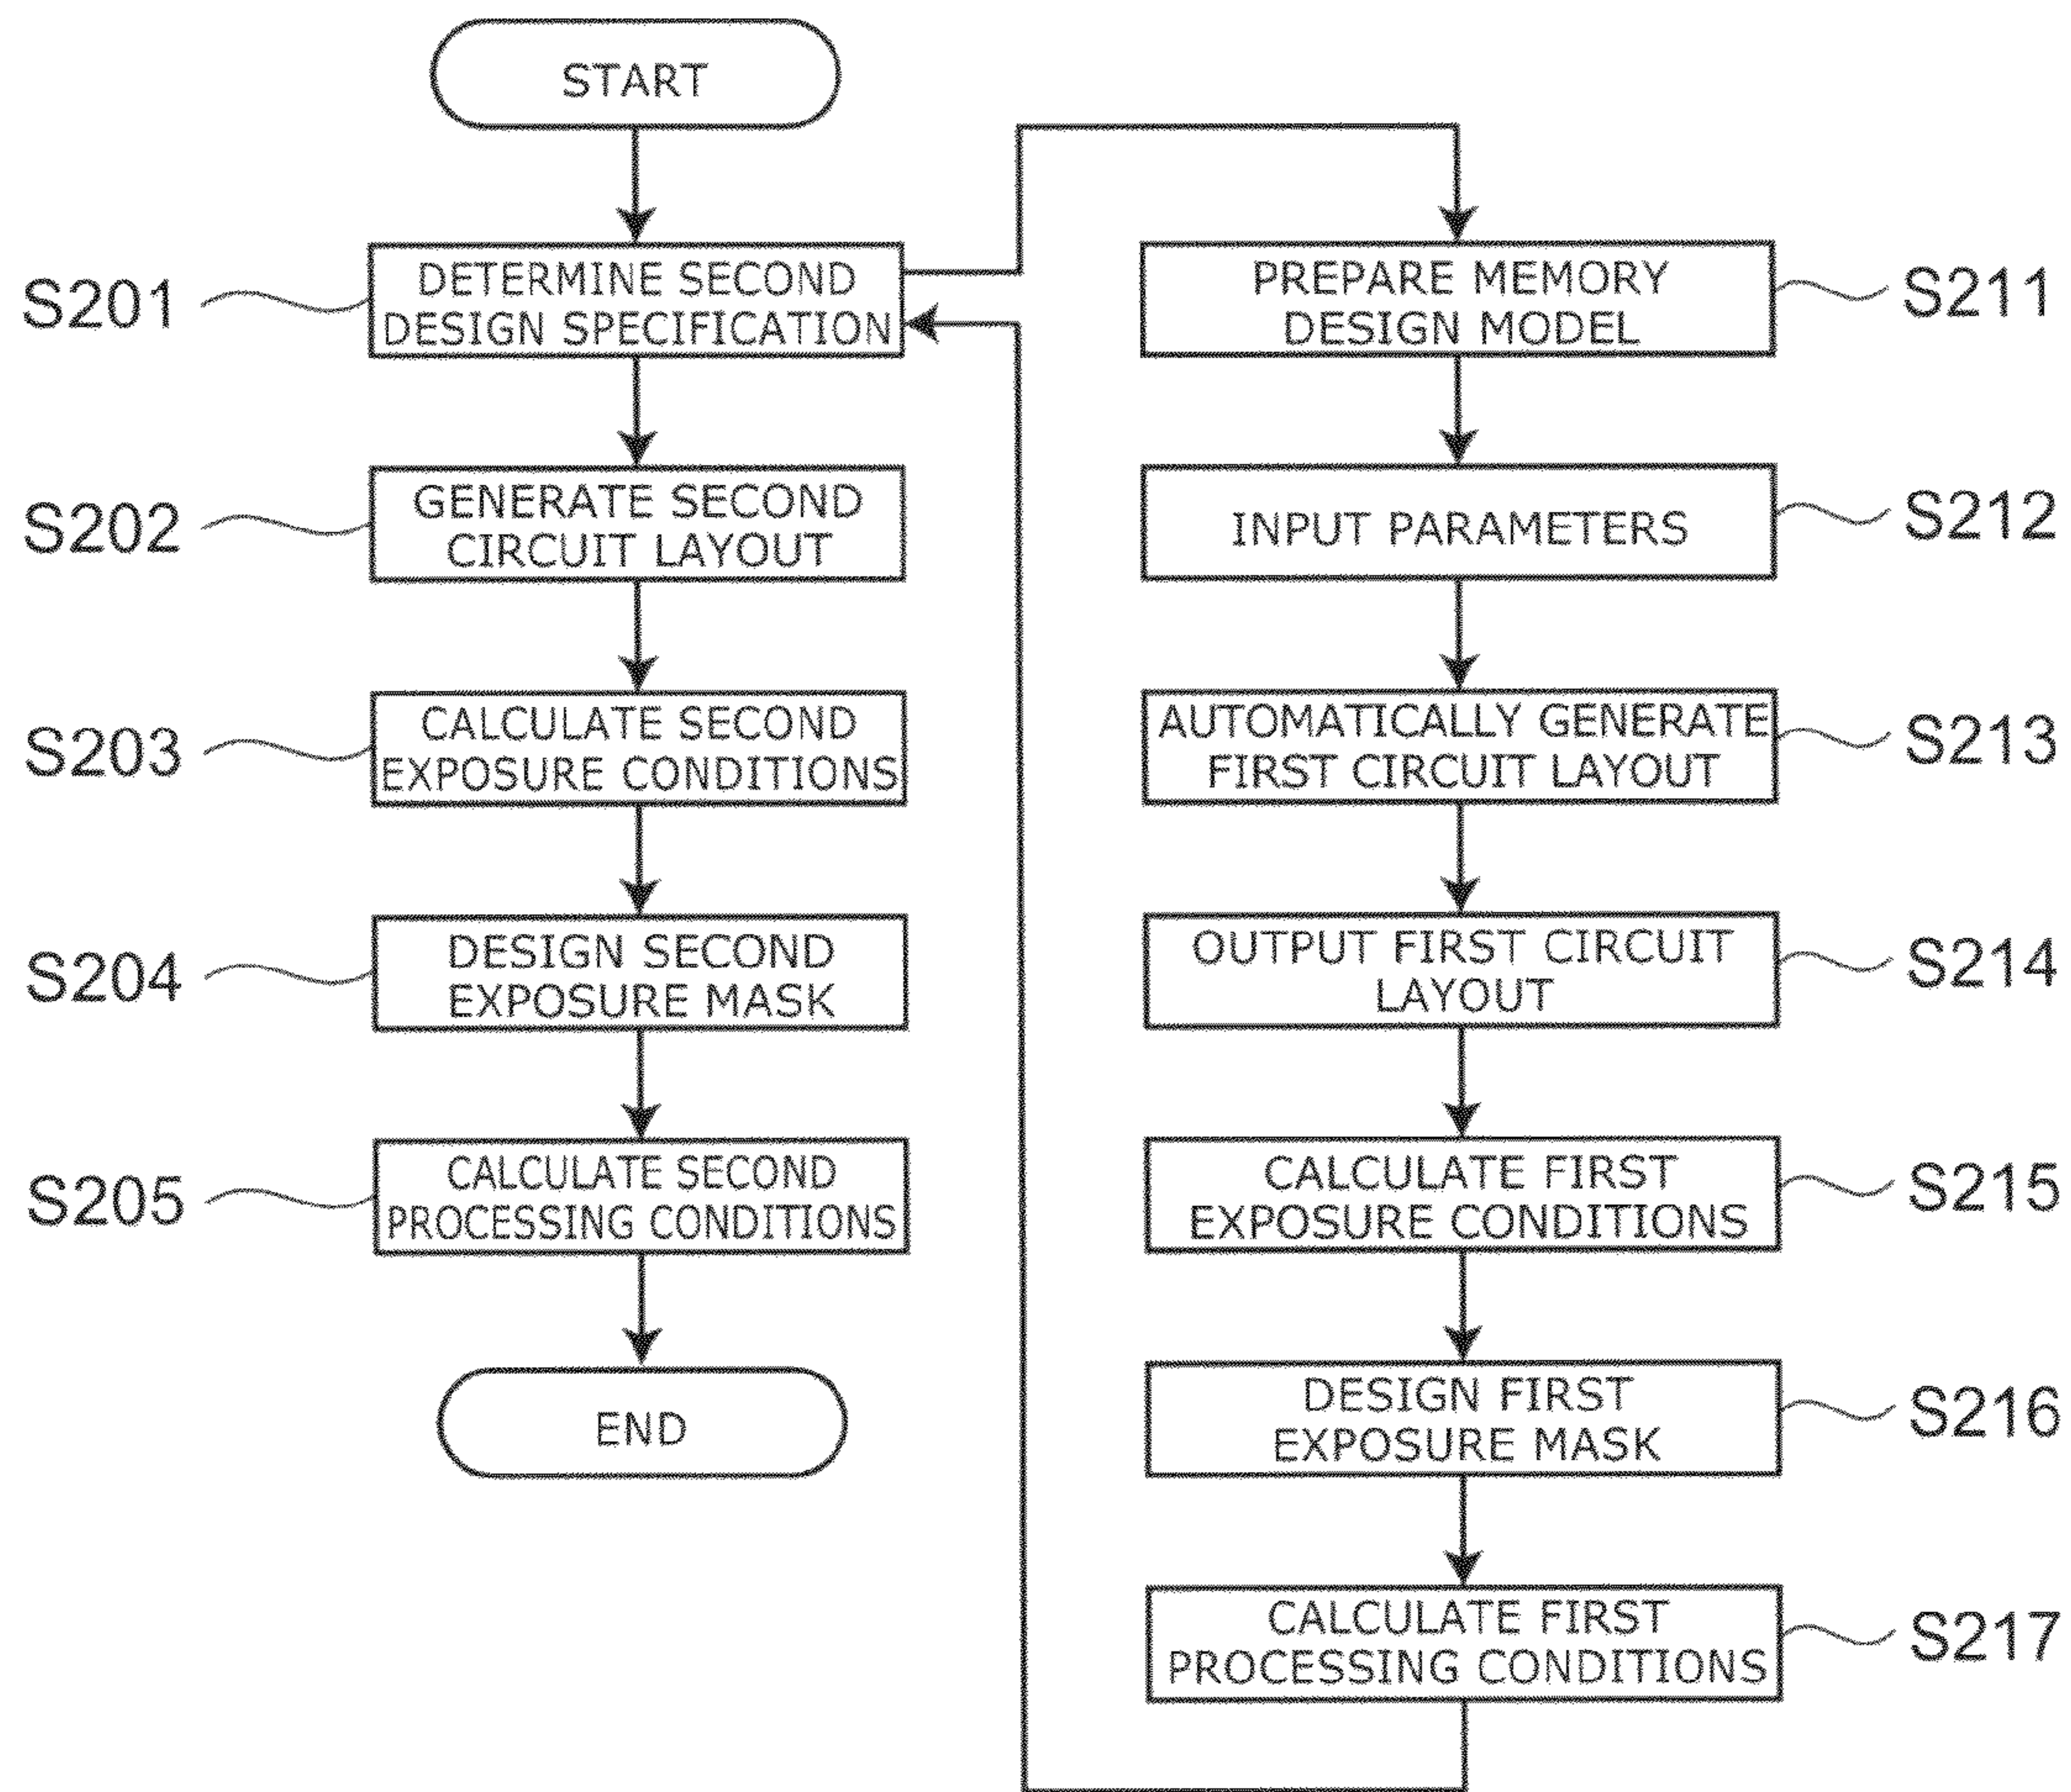 START
S201
DETERMINE SECOND
DESIGN SPECIFICATION
S202
GENERATE SECOND
CIRCUIT LAYOUT
S203
CALCULATE SECOND
EXPOSURE CONDITIONS
S204
DESIGN SECOND
EXPOSURE MASK
S205
CALCULATE SECOND
PROCESSING CONDITIONS
END
PREPARE MEMORY
DESIGN MODEL
S211
INPUT PARAMETERS
S212
AUTOMATICALLY GENERATE
FIRST CIRCUIT LAYOUT
S213
OUTPUT FIRST CIRCUIT
LAYOUT
S214
CALCULATE FIRST
EXPOSURE CONDITIONS
S215
DESIGN FIRST
EXPOSURE MASK
S216
CALCULATE FIRST
PROCESSING CONDITIONS
S217